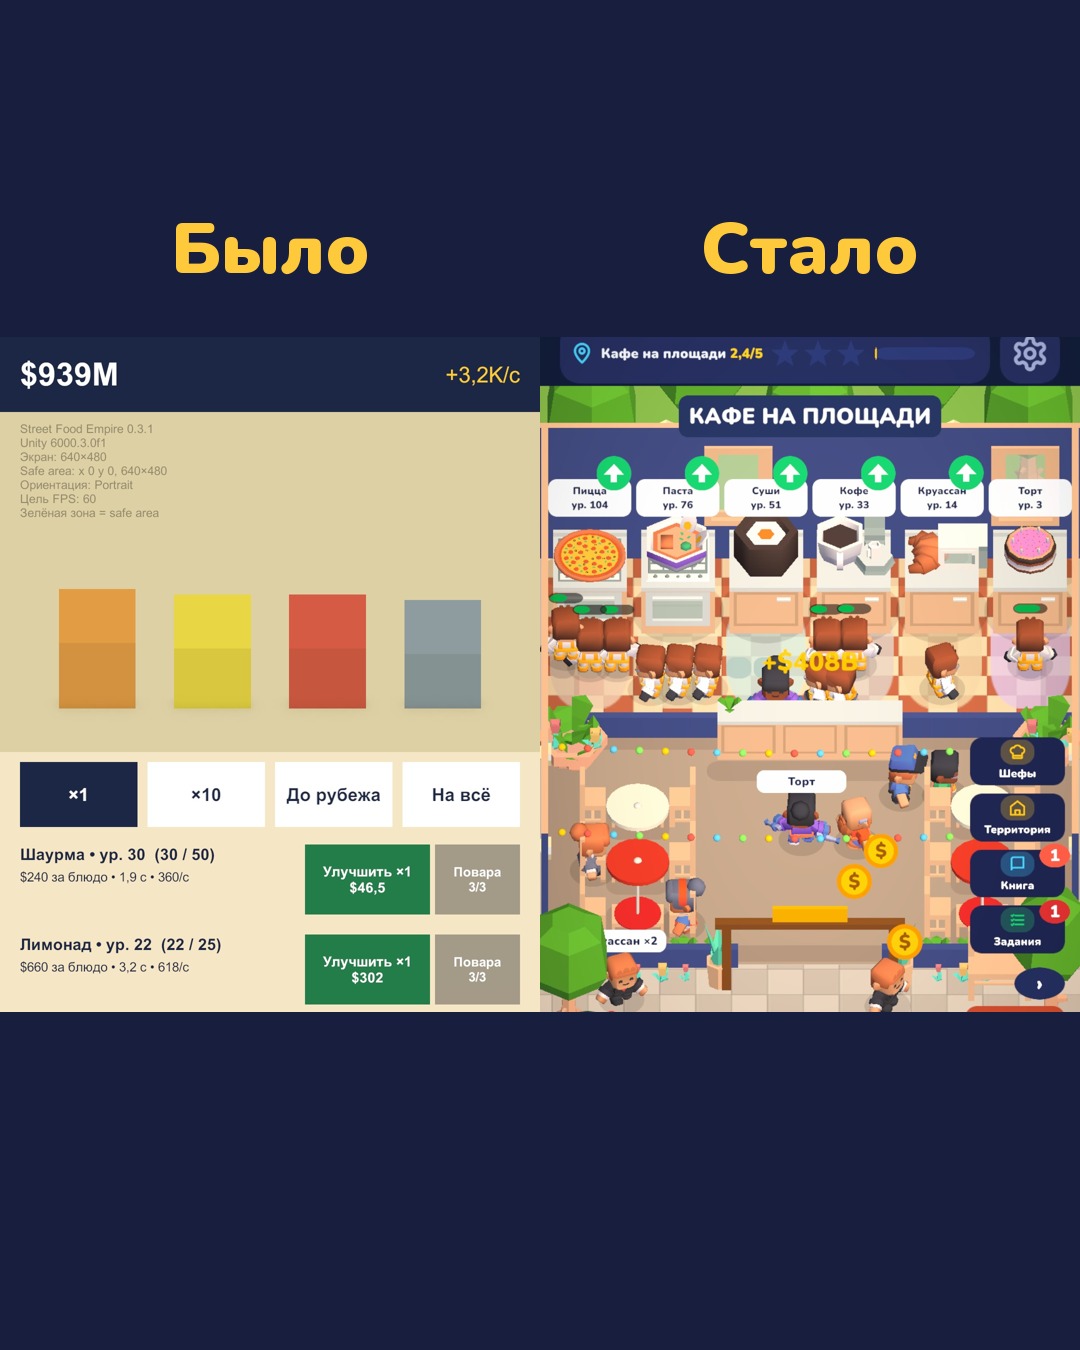 Было
Стало
$939M
+3,2K/с
Street Food Empire 0.3.1
Unity 6000.3.0f1
Экран: 640×480
Safe area: x 0 y 0, 640×480
Ориентация: Portrait
Цель FPS: 60
Зелёная зона = safe area
×1
×10
До рубежа
На всё
Шаурма • ур. 30 (30 / 50)
$240 за блюдо • 1,9 с • 360/с
Улучшить ×1
$46,5
Повара
3/3
Лимонад • ур. 22 (22 / 25)
$660 за блюдо • 3,2 с • 618/с
Улучшить ×1
$302
Повара
3/3
Кафе на площади 2,4/5
КАФЕ НА ПЛОЩАДИ
Пицца
ур. 104
Паста
ур. 76
Суши
ур. 51
Кофе
ур. 33
Круассан
ур. 14
Торт
ур. 3
+$408B
Торт
Шефы
Территория
1
Книга
1
Задания
уассан ×2